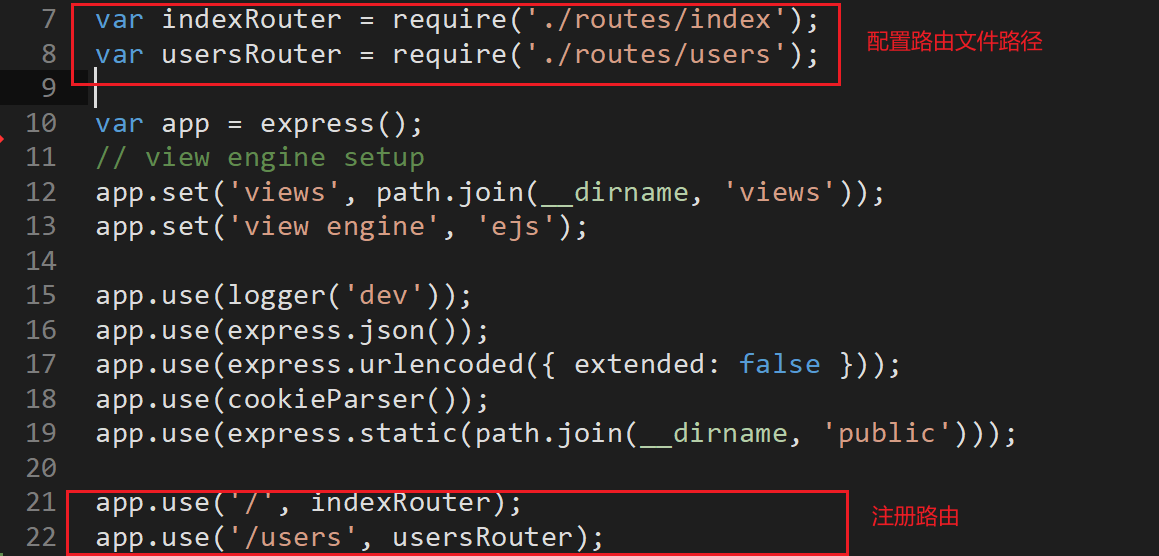 7 var indexRouter = require('./routes/index');
8 var usersRouter = require('./routes/users');
配置路由文件路径
9
10 var app = express();
11 // view engine setup
12 app.set('views', path.join(__dirname, 'views'));
13 app.set('view engine', 'ejs');
14
15 app.use(logger('dev'));
16 app.use(express.json());
17 app.use(express.urlencoded({ extended: false }));
18 app.use(cookieParser());
19 app.use(express.static(path.join(__dirname, 'public')));
20
21 app.use('/', indexRouter);
注册路由
22 app.use('/users', usersRouter);